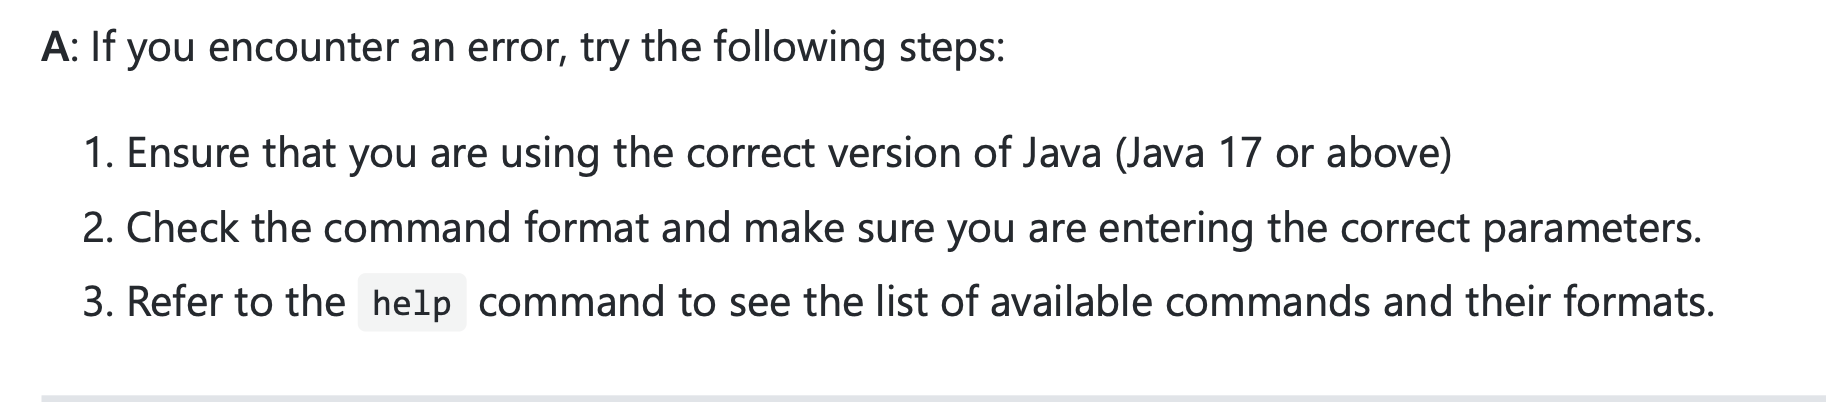 A: If you encounter an error, try the following steps:
1. Ensure that you are using the correct version of Java (Java 17 or above)
2. Check the command format and make sure you are entering the correct parameters.
3. Refer to the help command to see the list of available commands and their formats.